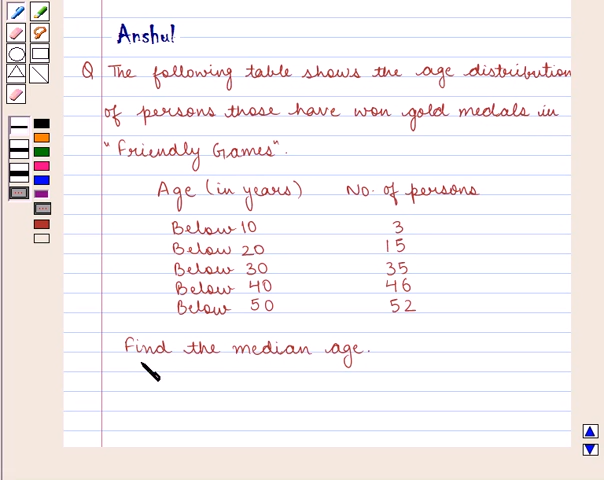 Anshul
Q The following table shows the age distribution
of persons those have won gold medals in
"Friendly Games".
Age (in years) No. of persons
Below 10 3
Below 20 15
Below 30 35
Below 40 46
Below 50 52
Find the median age.